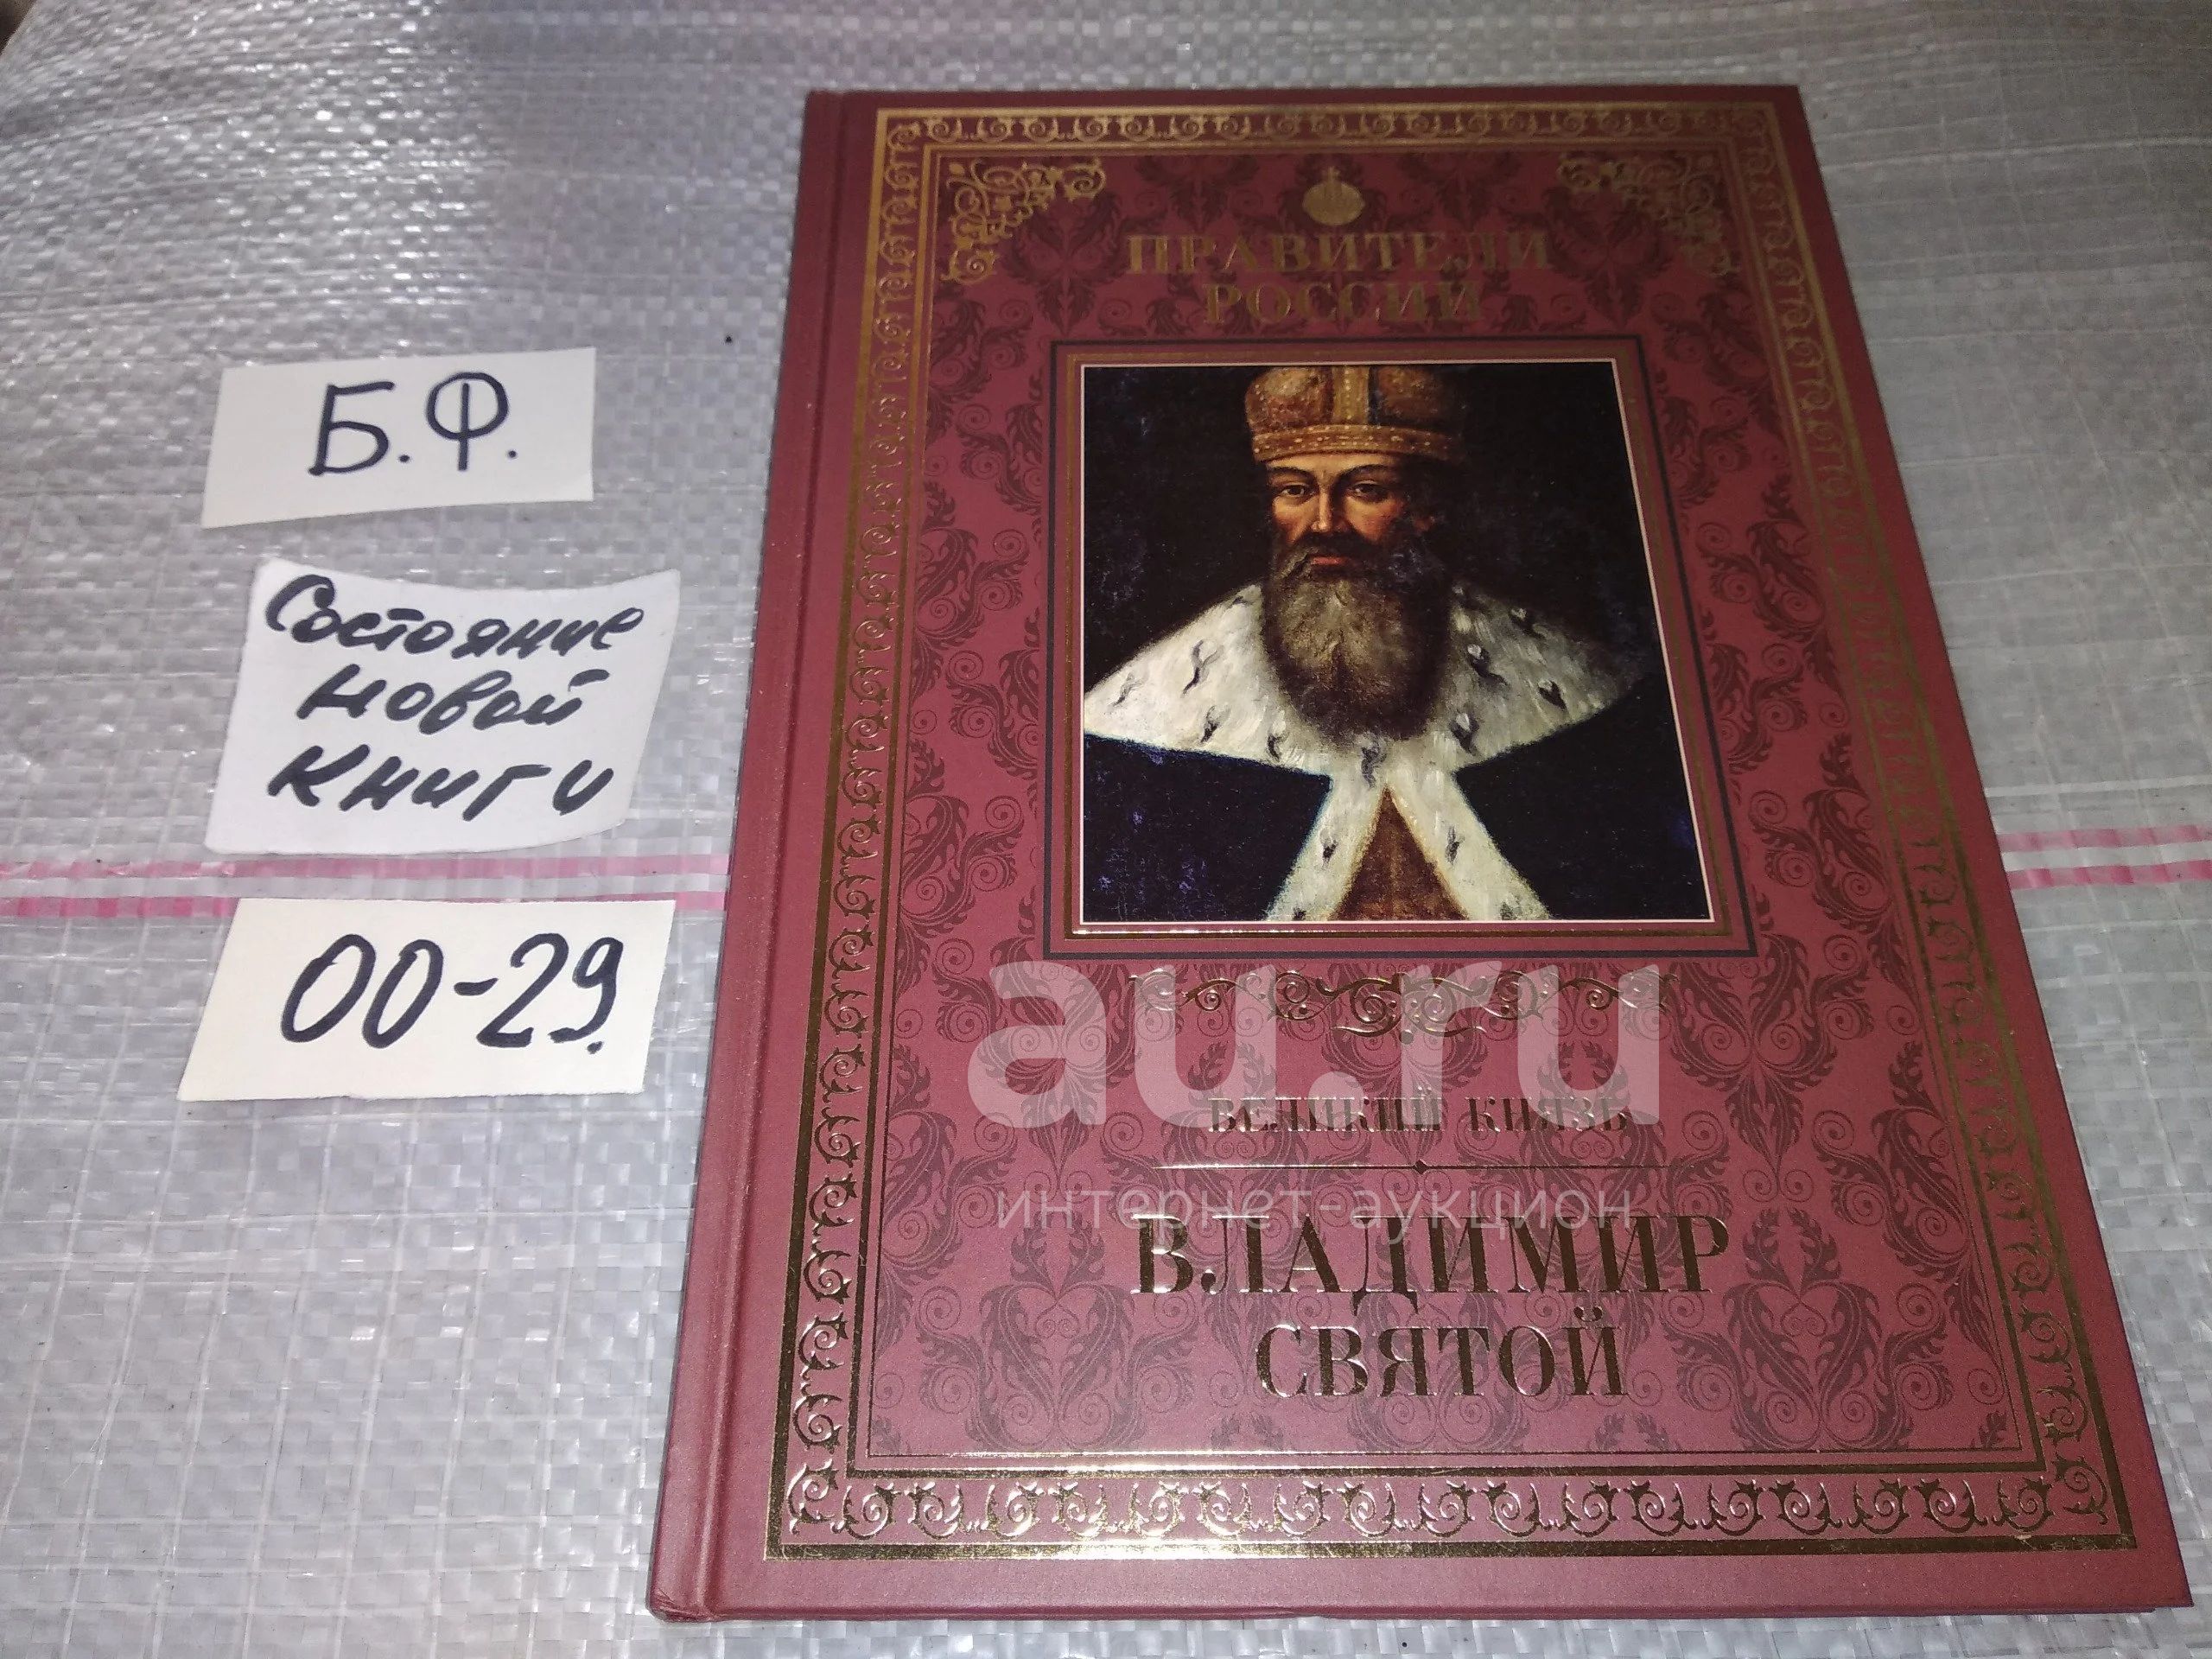 Б.Ф.
Состояние
новой
книги
00-29.
ПРАВИТЕЛИ
РОССИИ
au.ru
ВЕЛИКИЙ КНЯЗЬ
интернет-аукцион
ВЛАДИМИР
СВЯТОЙ